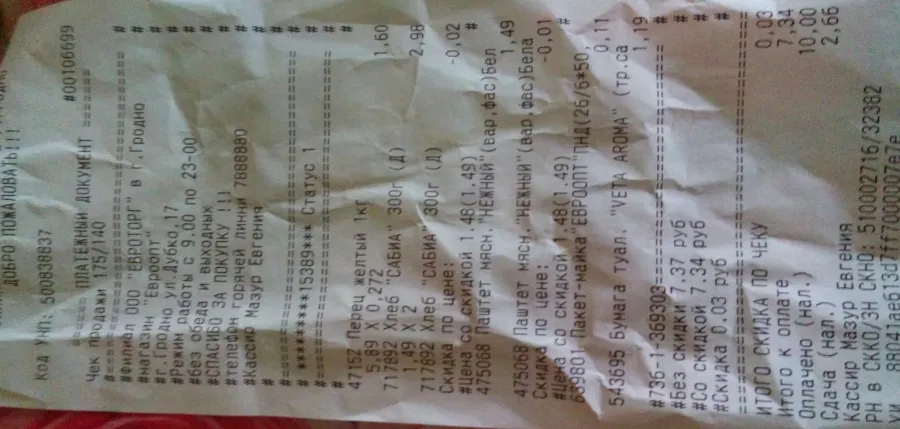 ДОБРО ПОЖАЛОВАТЬ!!!
Код УНП: 500838837
ПЛАТЕЖНЫЙ ДОКУМЕНТ
Чек продажи 175/140 #00106699
#=====================================#
#Филиал ООО "ЕВРОТОРГ" в г.Гродно #
#магазин "Евроопт" #
#г.Гродно ул.Дубко,17 #
#Режим работы с 9.00 по 23-00 #
#без обеда и выходных #
#СПАСИБО ЗА ПОКУПКУ !!! #
#телефон горячей линии 7888880 #
#Кассир Мазур Евгения #
#=====================================#
# ********15389*** Статус 1 #
#=====================================#
47152 Перец желтый 1кг
5.89 X 0,272 1,60
717892 Хлеб "САБИА" 300г (Д)
1,49 X 2 2,98
717892 Хлеб "САБИА" 300г (Д)
Скидка по цене: -0,02
#Цена со скидкой 1.48(1.49) #
475068 Паштет мясн."НЕЖНЫЙ"(вар,фас)Бел
1,49
475068 Паштет мясн."НЕЖНЫЙ"(вар,фас)Бела
Скидка по цене: -0,01
#Цена со скидкой 1.48(1.49) #
669801 Пакет-майка"ЕВРООПТ"ПНД(26/6*50,
0,11
543695 Бумага туал. "VETA AROMA" (тр.са
1,19
#736-1-369303 #
#Без скидки 7.37 руб #
#Со скидкой 7.34 руб #
#Скидка 0.03 руб #
=====================================
ИТОГО СКИДКА ПО ЧЕКУ 0,03
Итого к оплате 7,34
Оплачено (нал.) 10,00
Сдача (нал.) 2,66
Кассир Мазур Евгения
РН в СККО/ЗН СКНО: 510002716/32382
УИ 88041ae613d7ff700007e7e